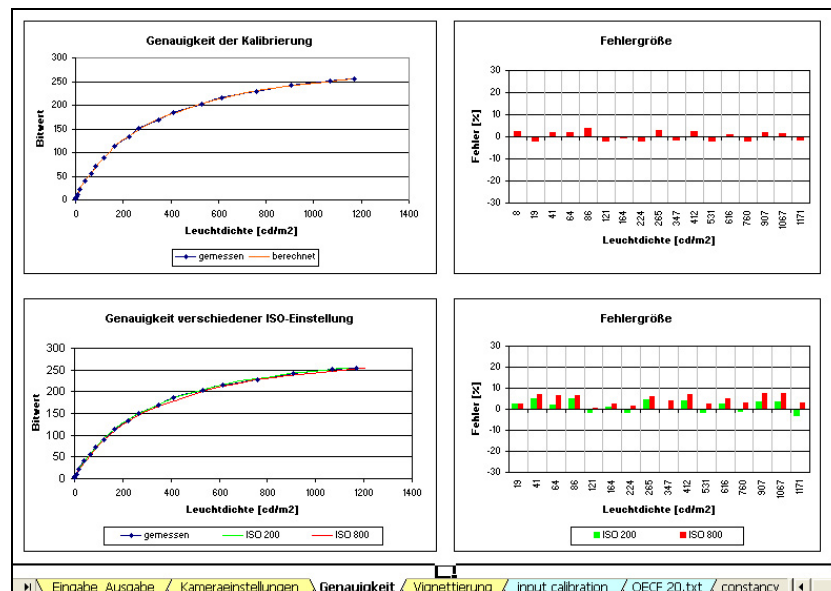 Genauigkeit der Kalibrierung
300
250
200
150
100
50
0
Bitwert
0 200 400 600 800 1000 1200 1400
Leuchtdichte [cd/m2]
gemessen berechnet
Fehlergröße
30
20
10
0
-10
-20
-30
Fehler [%]
8 19 41 64 86 121 164 224 265 347 412 531 616 760 907 1067 1171
Leuchtdichte [cd/m2]
Genauigkeit verschiedener ISO-Einstellung
300
250
200
150
100
50
0
Bitwert
0 200 400 600 800 1000 1200 1400
Leuchtdichte [cd/m2]
gemessen ISO 200 ISO 800
Fehlergröße
30
20
10
0
-10
-20
-30
Fehler [%]
19 41 64 86 121 164 224 265 347 412 531 616 760 907 1067 1171
Leuchtdichte [cd/m2]
ISO 200 ISO 800
Eingabe_Ausgabe Kameraeinstellungen Genauigkeit Vignettierung input calibration OECF 20.txt constancy